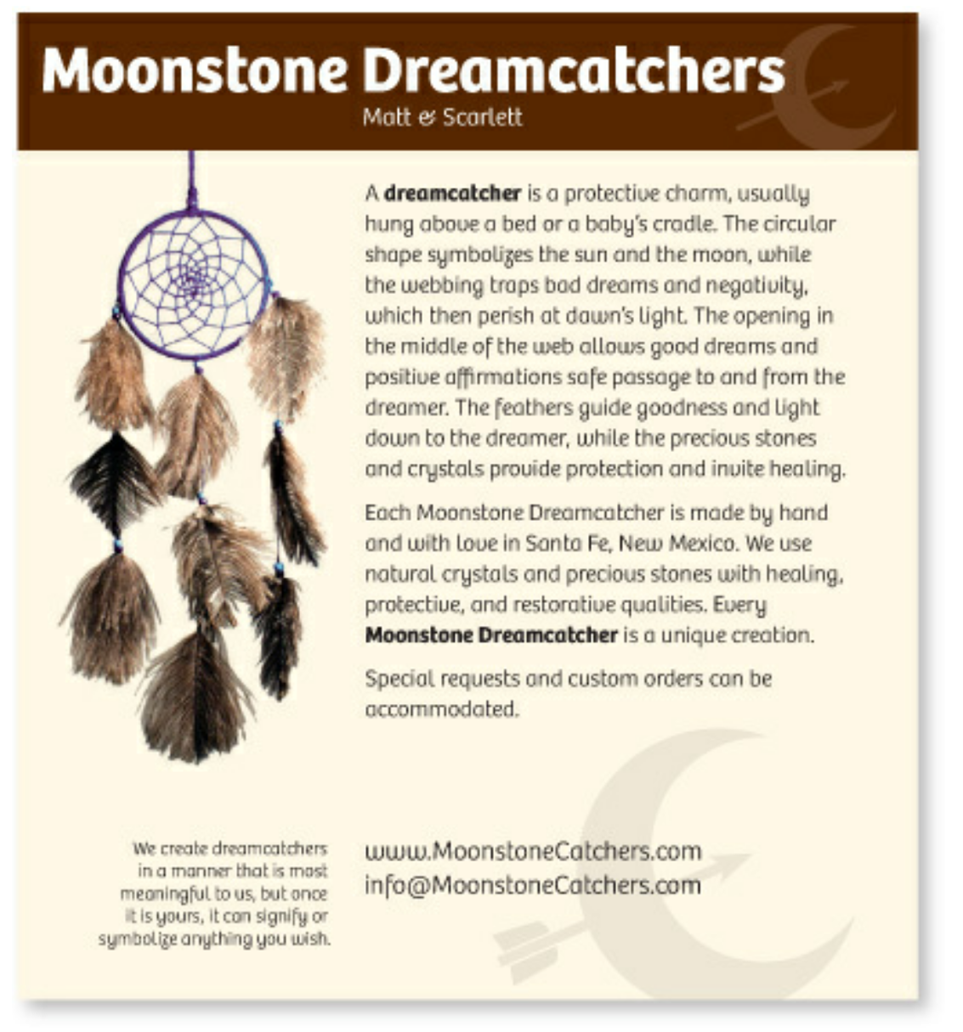 Moonstone Dreamcatchers
Matt & Scarlett
A dreamcatcher is a protective charm, usually
hung above a bed or a baby's cradle. The circular
shape symbolizes the sun and the moon, while
the webbing traps bad dreams and negativity,
which then perish at dawn's light. The opening in
the middle of the web allows good dreams and
positive affirmations safe passage to and from the
dreamer. The feathers guide goodness and light
down to the dreamer, while the precious stones
and crystals provide protection and invite healing.
Each Moonstone Dreamcatcher is made by hand
and with love in Santa Fe, New Mexico. We use
natural crystals and precious stones with healing,
protective, and restorative qualities. Every
Moonstone Dreamcatcher is a unique creation.
Special requests and custom orders can be
accommodated.
We create dreamcatchers
in a manner that is most
meaningful to us, but once
it is yours, it can signify or
symbolize anything you wish.
www.MoonstoneCatchers.com
info@MoonstoneCatchers.com